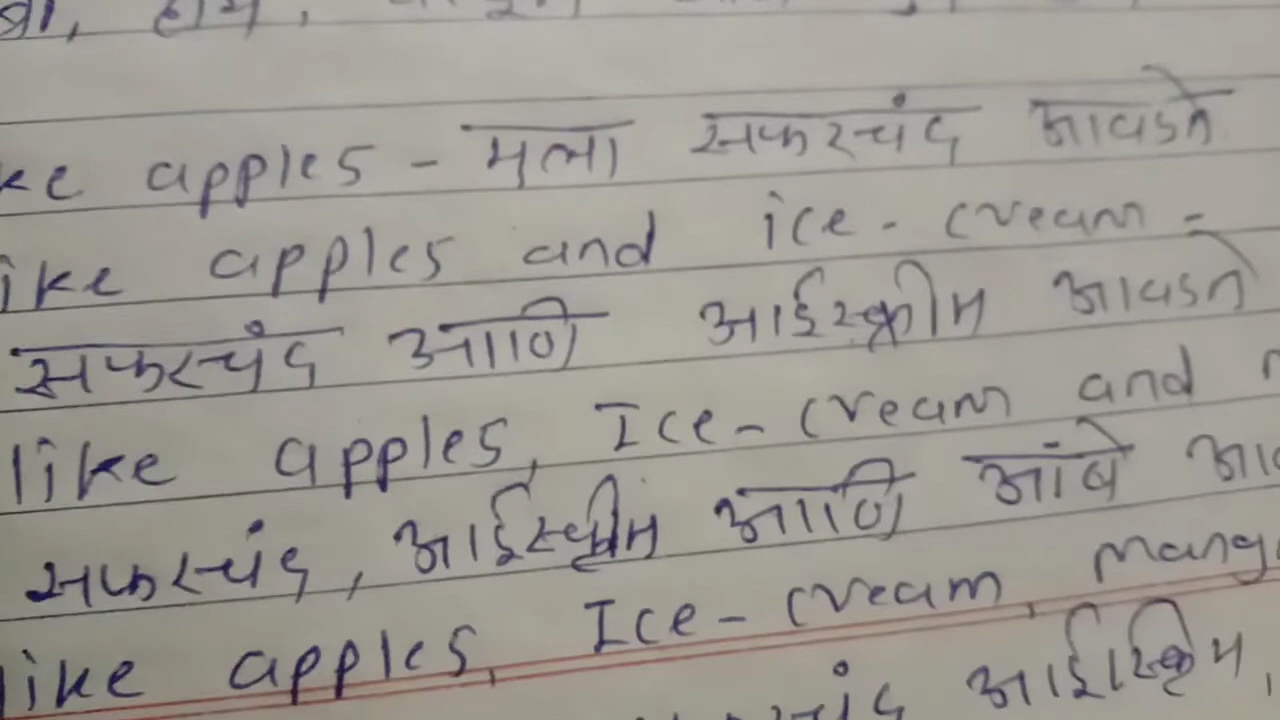 apples - मला सफरचंद आवडते
like apples and ice-cream -
सफरचंद आणि आईस्क्रीम आवडते
like apples, Ice-cream and
सफरचंद, आईस्क्रीम आणि आंबे
like apples, Ice-cream,
आईस्क्रिम,